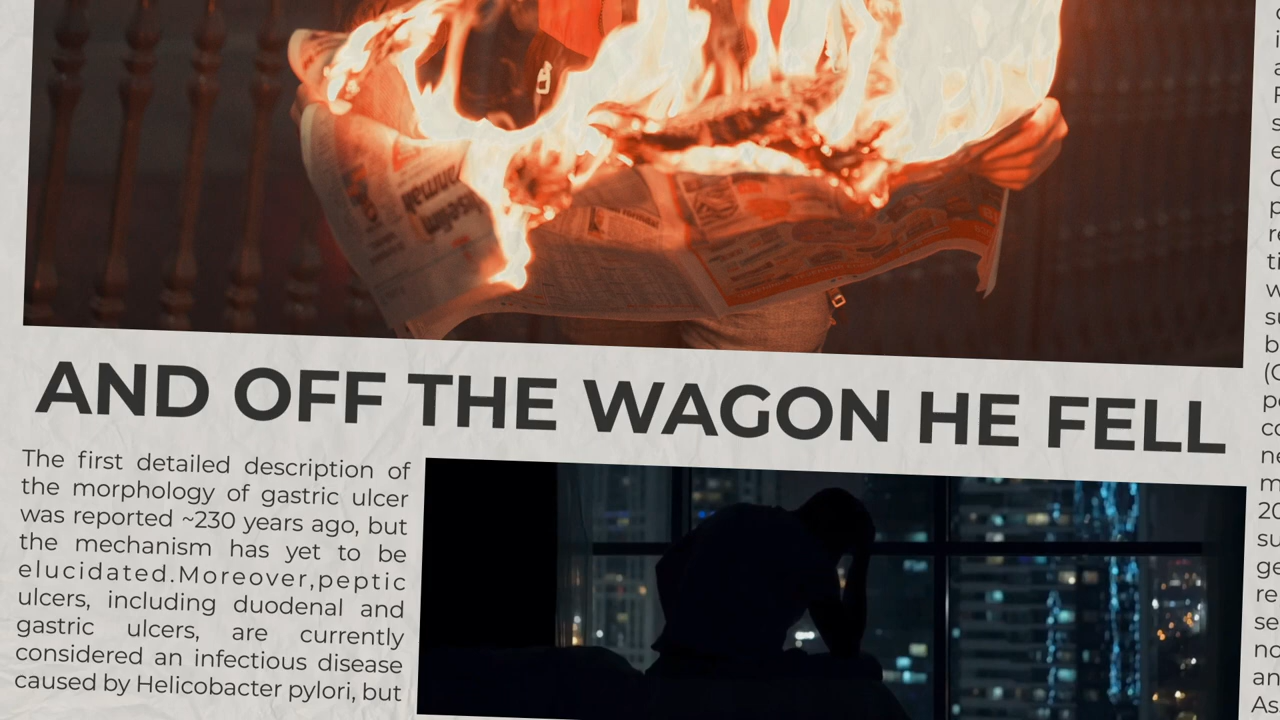 AND OFF THE WAGON HE FELL
The first detailed description of
the morphology of gastric ulcer
was reported ~230 years ago, but
the mechanism has yet to be
elucidated.Moreover,peptic
ulcers, including duodenal and
gastric ulcers, are currently
considered an infectious disease
caused by Helicobacter pylori, but